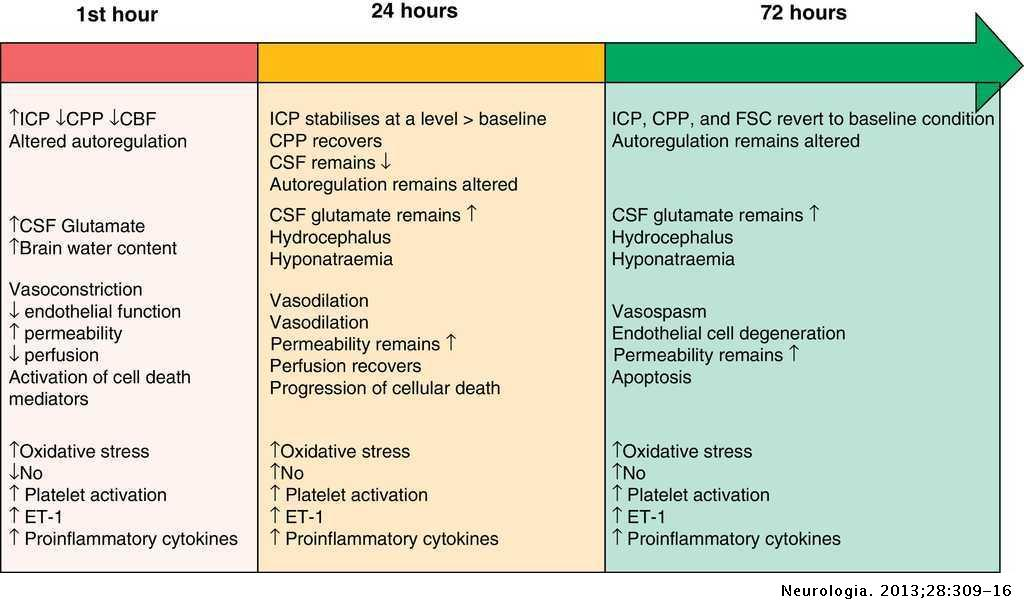 1st hour
24 hours
72 hours
↑ICP ↓CPP ↓CBF
Altered autoregulation
↑CSF Glutamate
↑Brain water content
Vasoconstriction
↓ endothelial function
↑ permeability
↓ perfusion
Activation of cell death
mediators
↑Oxidative stress
↓No
↑ Platelet activation
↑ ET-1
↑ Proinflammatory cytokines
ICP stabilises at a level > baseline
CPP recovers
CSF remains ↓
Autoregulation remains altered
CSF glutamate remains ↑
Hydrocephalus
Hyponatraemia
Vasodilation
Vasodilation
Permeability remains ↑
Perfusion recovers
Progression of cellular death
↑Oxidative stress
↑No
↑ Platelet activation
↑ ET-1
↑ Proinflammatory cytokines
ICP, CPP, and FSC revert to baseline condition
Autoregulation remains altered
CSF glutamate remains ↑
Hydrocephalus
Hyponatraemia
Vasospasm
Endothelial cell degeneration
Permeability remains ↑
Apoptosis
↑Oxidative stress
↑No
↑ Platelet activation
↑ ET-1
↑ Proinflammatory cytokines
Neurologia. 2013;28:309–16